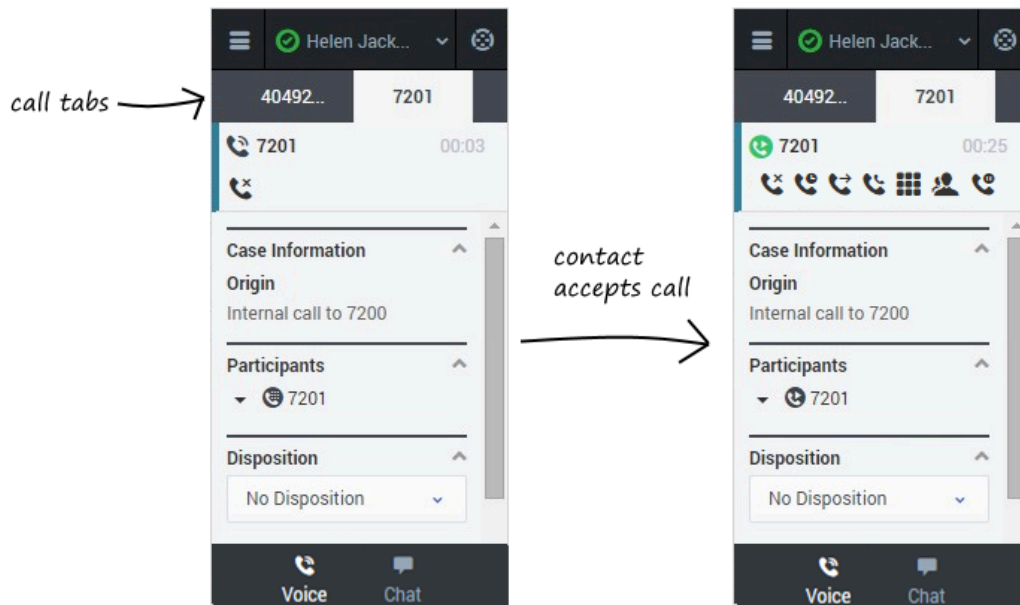 Helen Jack...
call tabs
40492...
7201
7201
00:03
Case Information
Origin
Internal call to 7200
Participants
7201
Disposition
No Disposition
Voice
Chat
contact
accepts call
Helen Jack...
40492...
7201
7201
00:25
Case Information
Origin
Internal call to 7200
Participants
7201
Disposition
No Disposition
Voice
Chat